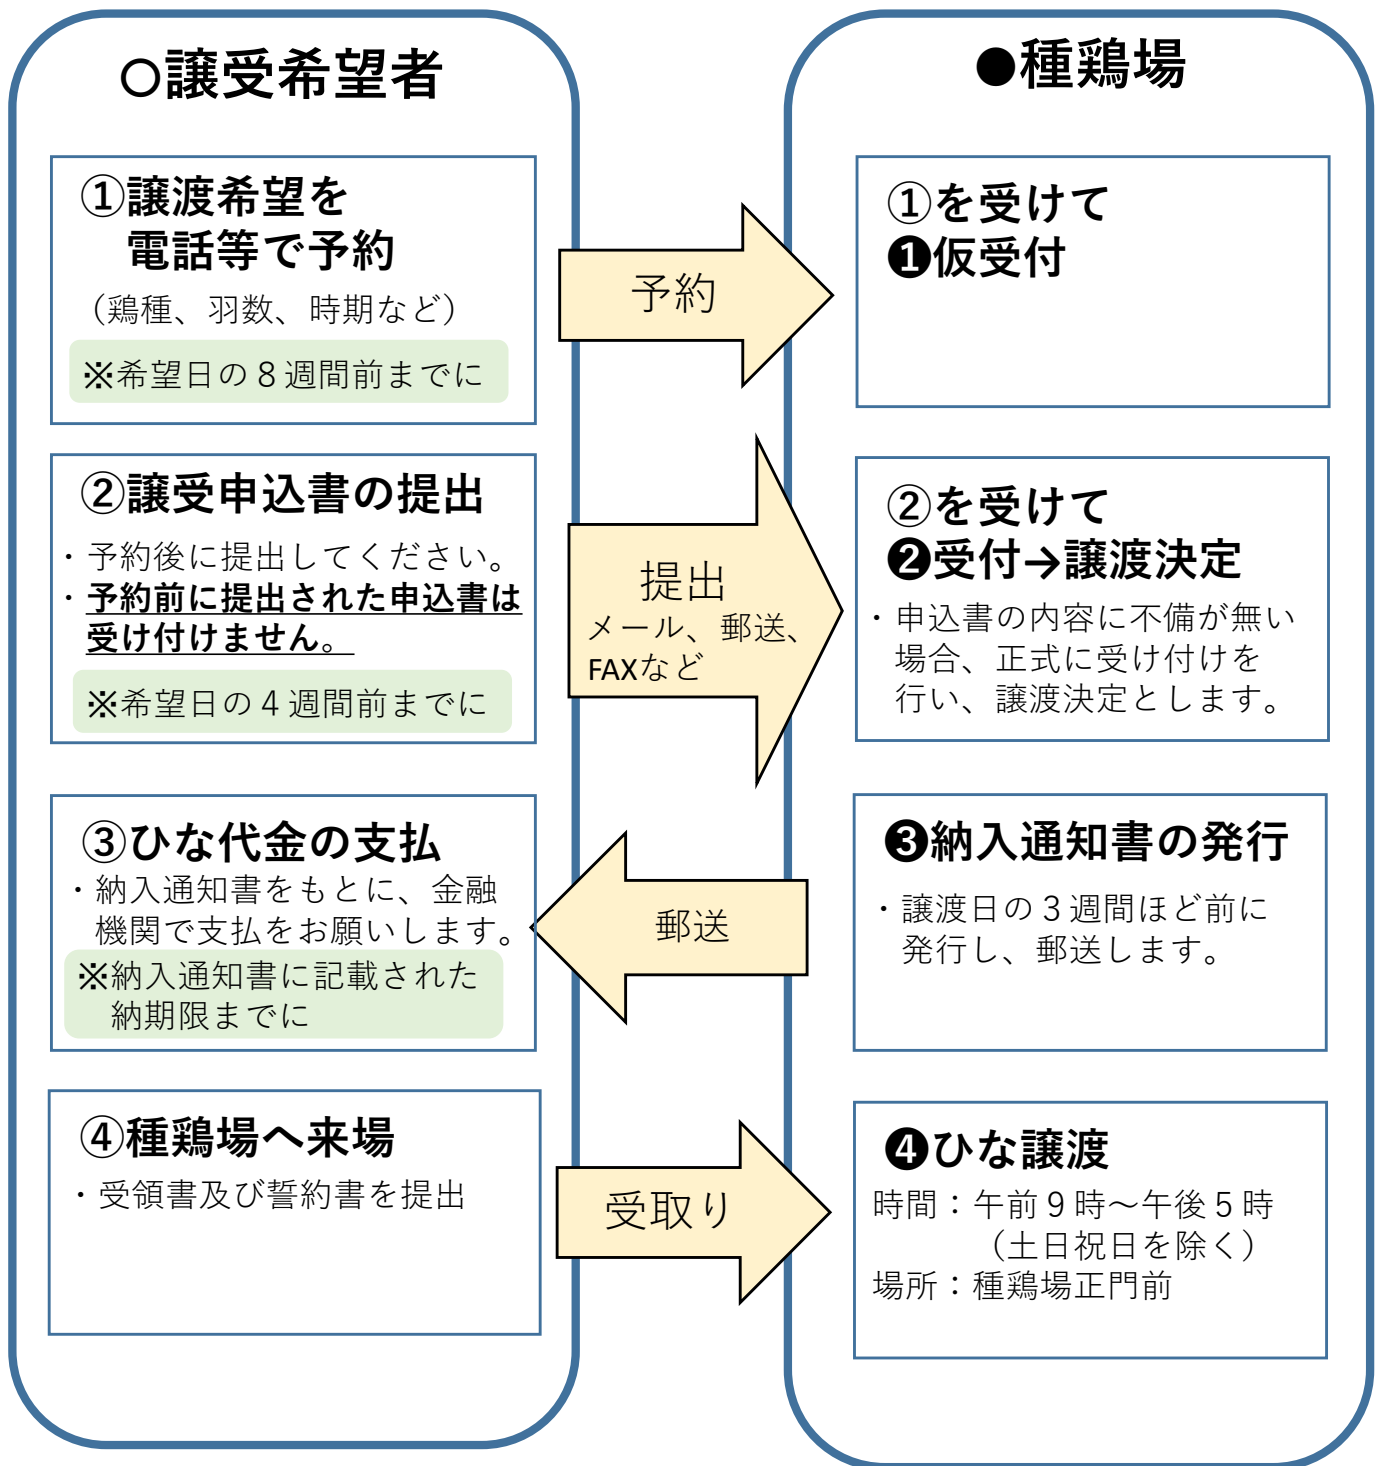 ○譲受希望者
①譲渡希望を
電話等で予約
（鶏種、羽数、時期など）
※希望日の８週間前までに
予約
②譲受申込書の提出
・予約後に提出してください。
・予約前に提出された申込書は
受け付けません。
※希望日の４週間前までに
提出
メール、郵送、
FAXなど
③ひな代金の支払
・納入通知書をもとに、金融
機関で支払をお願いします。
※納入通知書に記載された
納期限までに
郵送
④種鶏場へ来場
・受領書及び誓約書を提出
受取り
●種鶏場
①を受けて
❶仮受付
②を受けて
❷受付→譲渡決定
・申込書の内容に不備が無い
場合、正式に受け付けを
行い、譲渡決定とします。
❸納入通知書の発行
・譲渡日の３週間ほど前に
発行し、郵送します。
❹ひな譲渡
時間：午前９時～午後５時
（土日祝日を除く）
場所：種鶏場正門前